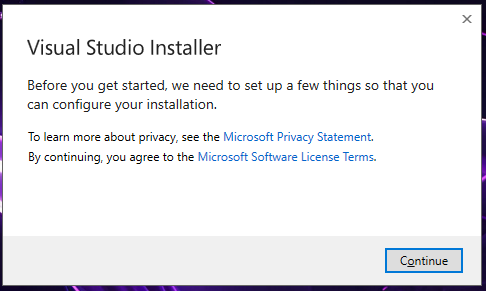 Visual Studio Installer
Before you get started, we need to set up a few things so that you
can configure your installation.
To learn more about privacy, see the Microsoft Privacy Statement.
By continuing, you agree to the Microsoft Software License Terms.
Continue